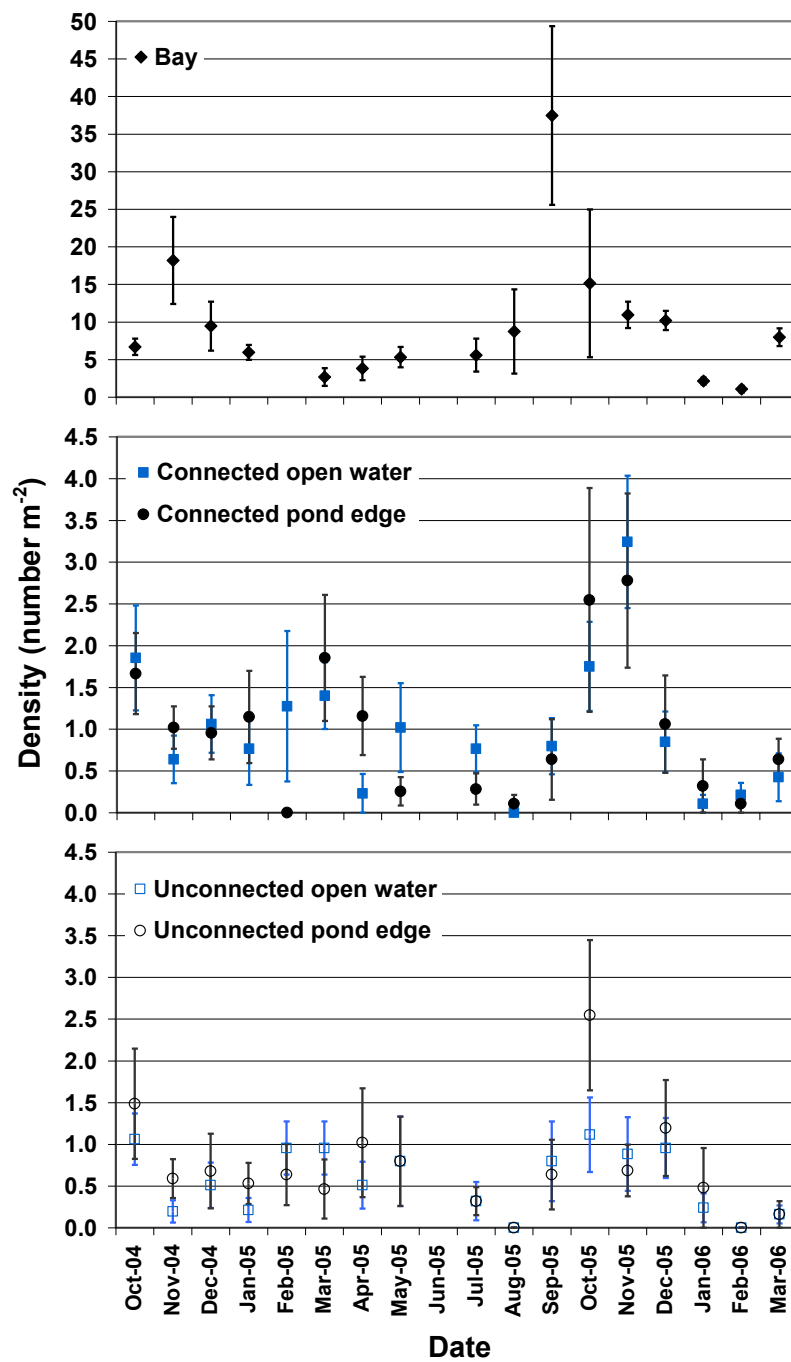 50
45
40
35
30
25
20
15
10
5
0
Bay
4.5
4.0
3.5
3.0
2.5
2.0
1.5
1.0
0.5
0.0
Connected open water
Connected pond edge
Density (number m⁻²)
4.5
4.0
3.5
3.0
2.5
2.0
1.5
1.0
0.5
0.0
Unconnected open water
Unconnected pond edge
Oct-04
Nov-04
Dec-04
Jan-05
Feb-05
Mar-05
Apr-05
May-05
Jun-05
Jul-05
Aug-05
Sep-05
Oct-05
Nov-05
Dec-05
Jan-06
Feb-06
Mar-06
Date